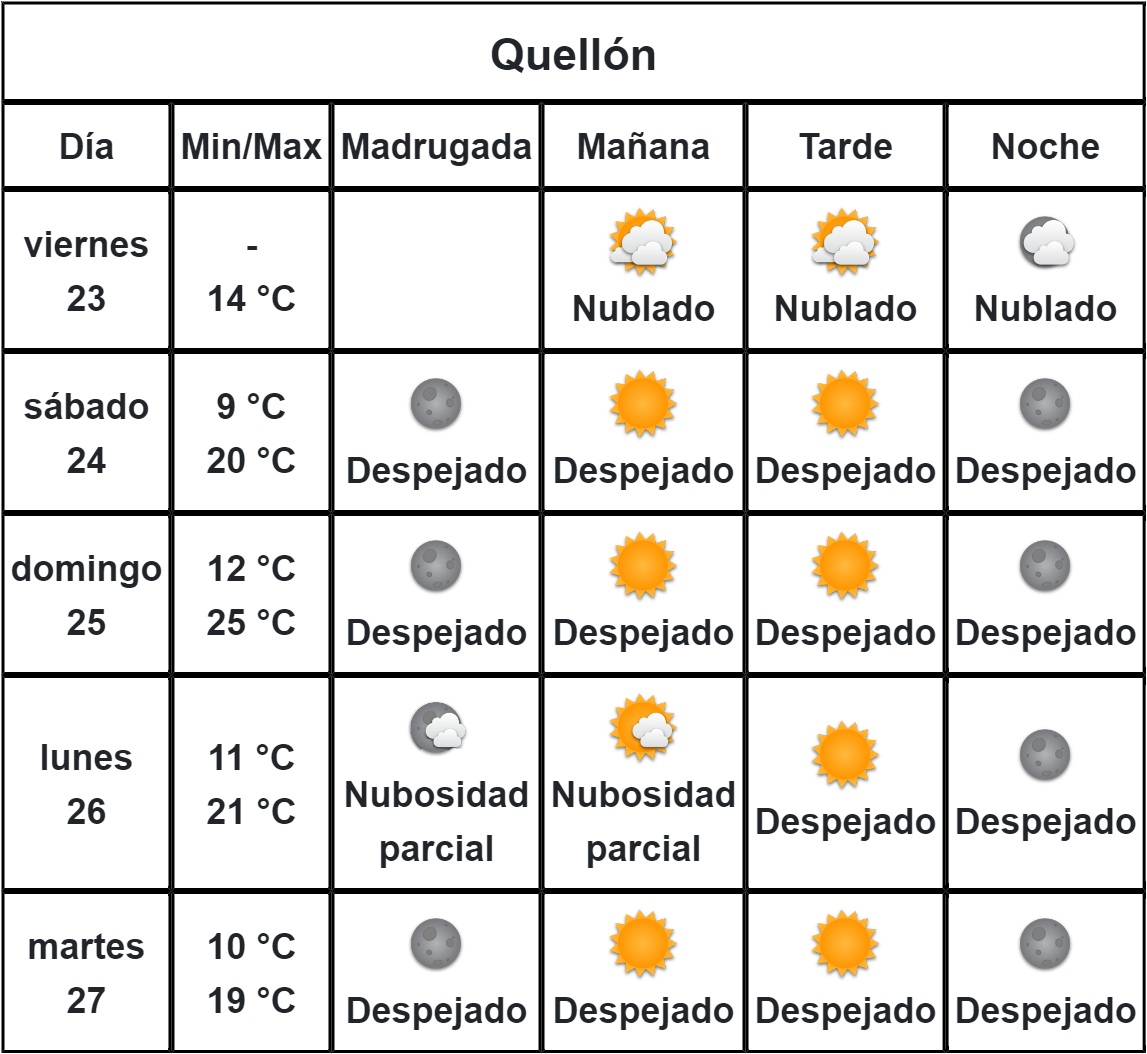 Quellón
Día Min/Max Madrugada Mañana Tarde Noche
viernes
23
-
14 °C
Nublado
Nublado
Nublado
sábado
24
9 °C
20 °C
Despejado
Despejado
Despejado
Despejado
domingo
25
12 °C
25 °C
Despejado
Despejado
Despejado
Despejado
lunes
26
11 °C
21 °C
Nubosidad
parcial
Nubosidad
parcial
Despejado
Despejado
martes
27
10 °C
19 °C
Despejado
Despejado
Despejado
Despejado